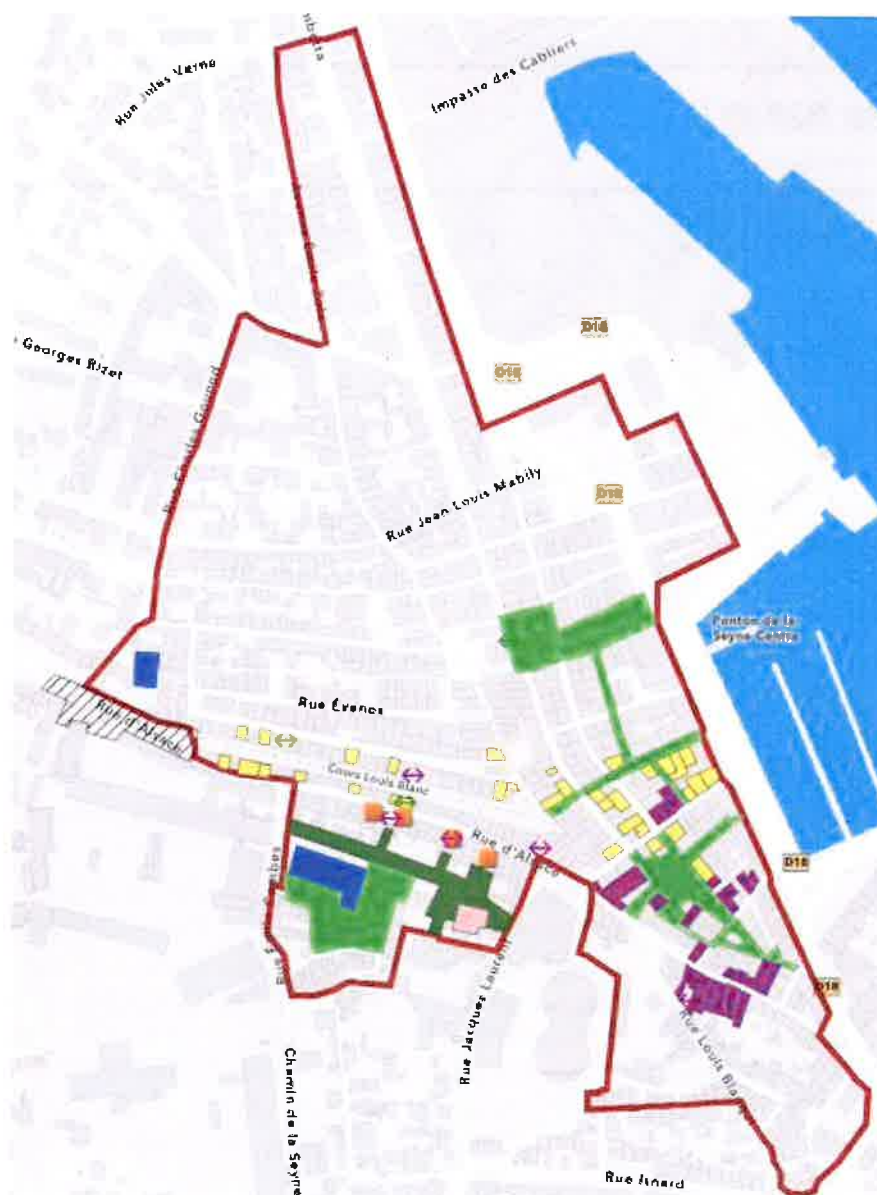 Rue Jules Verne
Impasse des Cabliers
D18
D18
Georges Bizet
Rue Charles Gounod
Rue Jean Louis Mabily
D18
Ponton de la
Seyne Centre
Rue Évenos
Rue d'Alsace
Cours Louis Blanc
Rue d'Alsace
D18
D18
Rue Jacques Laurent
Rue Louis Blanqui
Chemin de la Seyne
Rue Isnard